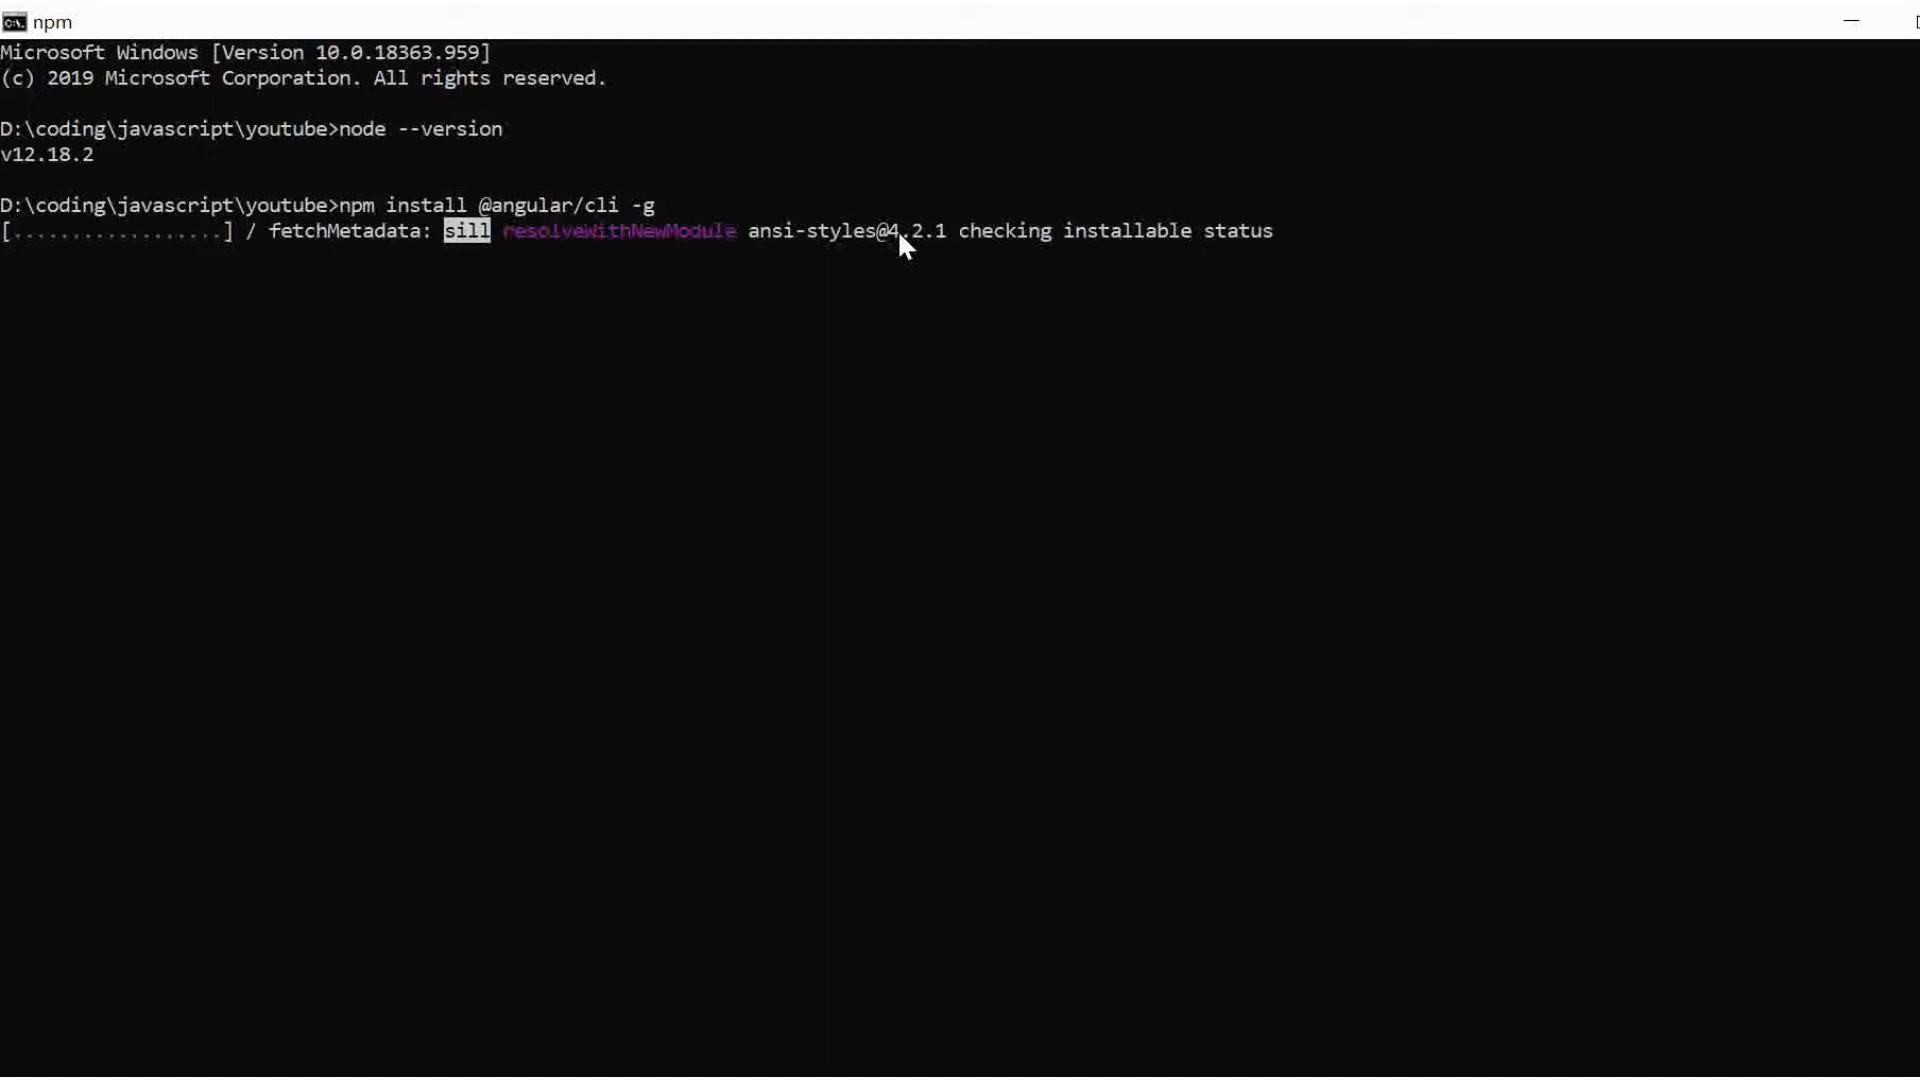 npm
Microsoft Windows [Version 10.0.18363.959]
(c) 2019 Microsoft Corporation. All rights reserved.
D:\coding\javascript\youtube>node --version
v12.18.2
D:\coding\javascript\youtube>npm install @angular/cli -g
[..................] / fetchMetadata: sill resolveWithNewModule ansi-styles@4.2.1 checking installable status